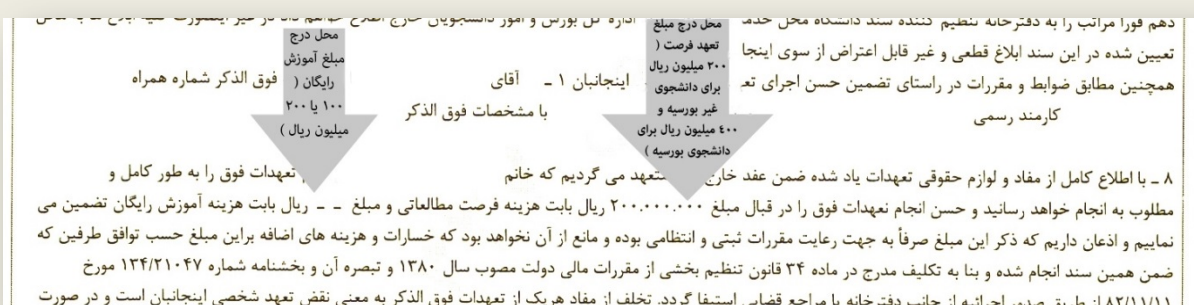 دهم فورا مراتب را به دفترخانه تنظیم کننده سند دانشگاه محل خدمت اداره کل بورس و امور دانشجویان خارج اطلاع خواهم داد در غیر اینصورت کلیه ابلاغ ها به محل
تعیین شده در این سند ابلاغ قطعی و غیر قابل اعتراض از سوی اینجا
همچنین مطابق ضوابط و مقررات در راستای تضمین حسن اجرای تعـ اینجانبان ۱ ـ آقای فوق الذکر شماره همراه
کارمند رسمی با مشخصات فوق الذکر
محل درج مبلغ
تعهد فرصت (
۲۰۰ میلیون ریال
برای دانشجوی
غیر بورسیه و
۴۰۰ میلیون ریال برای
دانشجوی بورسیه )
محل درج
مبلغ آموزش
رایگان (
۱۰۰ یا ۲۰۰
میلیون ریال )
۸ ـ با اطلاع کامل از مفاد و لوازم حقوقی تعهدات یاد شده ضمن عقد خارج متعهد می گردیم که خانم تعهدات فوق را به طور کامل و
مطلوب به انجام خواهد رسانید و حسن انجام تعهدات فوق را در قبال مبلغ ۲۰۰.۰۰۰.۰۰۰ ریال بابت هزینه فرصت مطالعاتی و مبلغ ـ ـ ریال بابت هزینه آموزش رایگان تضمین می
نماییم و اذعان داریم که ذکر این مبلغ صرفاً به جهت رعایت مقررات ثبتی و انتظامی بوده و مانع از آن نخواهد بود که خسارات و هزینه های اضافه براین مبلغ حسب توافق طرفین که
ضمن همین سند انجام شده و بنا به تکلیف مدرج در ماده ۳۴ قانون تنظیم بخشی از مقررات مالی دولت مصوب سال ۱۳۸۰ و تبصره آن و بخشنامه شماره ۱۳۴/۲۱۰۴۷ مورخ
۸۲/۱۱/۱۱ از طریق صدور اجرائیه از جانب دفترخانه یا مراجع قضایی استیفا گردد. تخلف از مفاد هریک از تعهدات فوق الذکر به معنی نقض تعهد شخصی اینجانبان است و در صورت